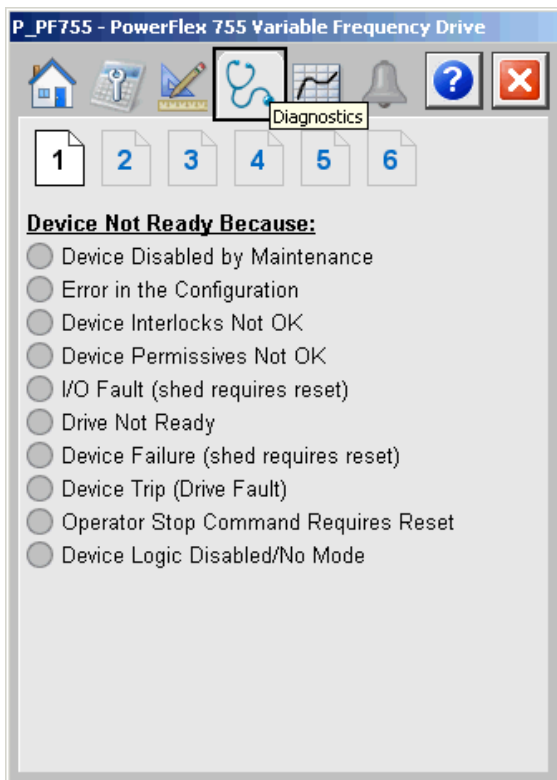 P_PF755 - PowerFlex 755 Variable Frequency Drive
?
Diagnostics
1 2 3 4 5 6
Device Not Ready Because:
Device Disabled by Maintenance
Error in the Configuration
Device Interlocks Not OK
Device Permissives Not OK
I/O Fault (shed requires reset)
Drive Not Ready
Device Failure (shed requires reset)
Device Trip (Drive Fault)
Operator Stop Command Requires Reset
Device Logic Disabled/No Mode